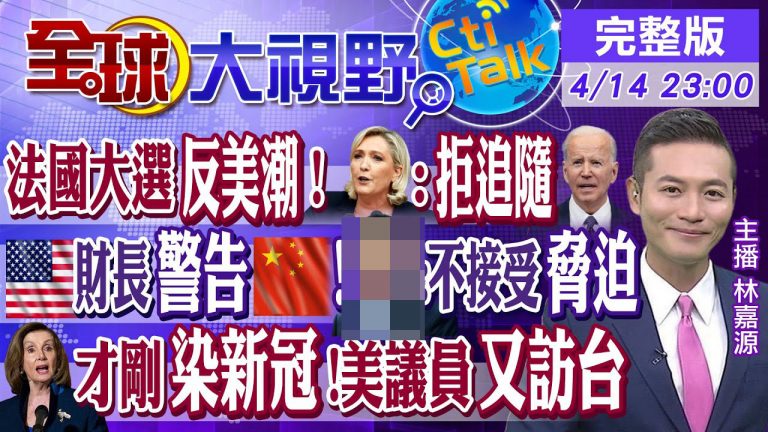 全球大視野
Cti Talk
完整版
4/14 23:00
法國大選 反美潮! :拒追隨
財長 警告 ! 不接受 脅迫
才剛 染新冠!美議員 又訪台
主播 林嘉源